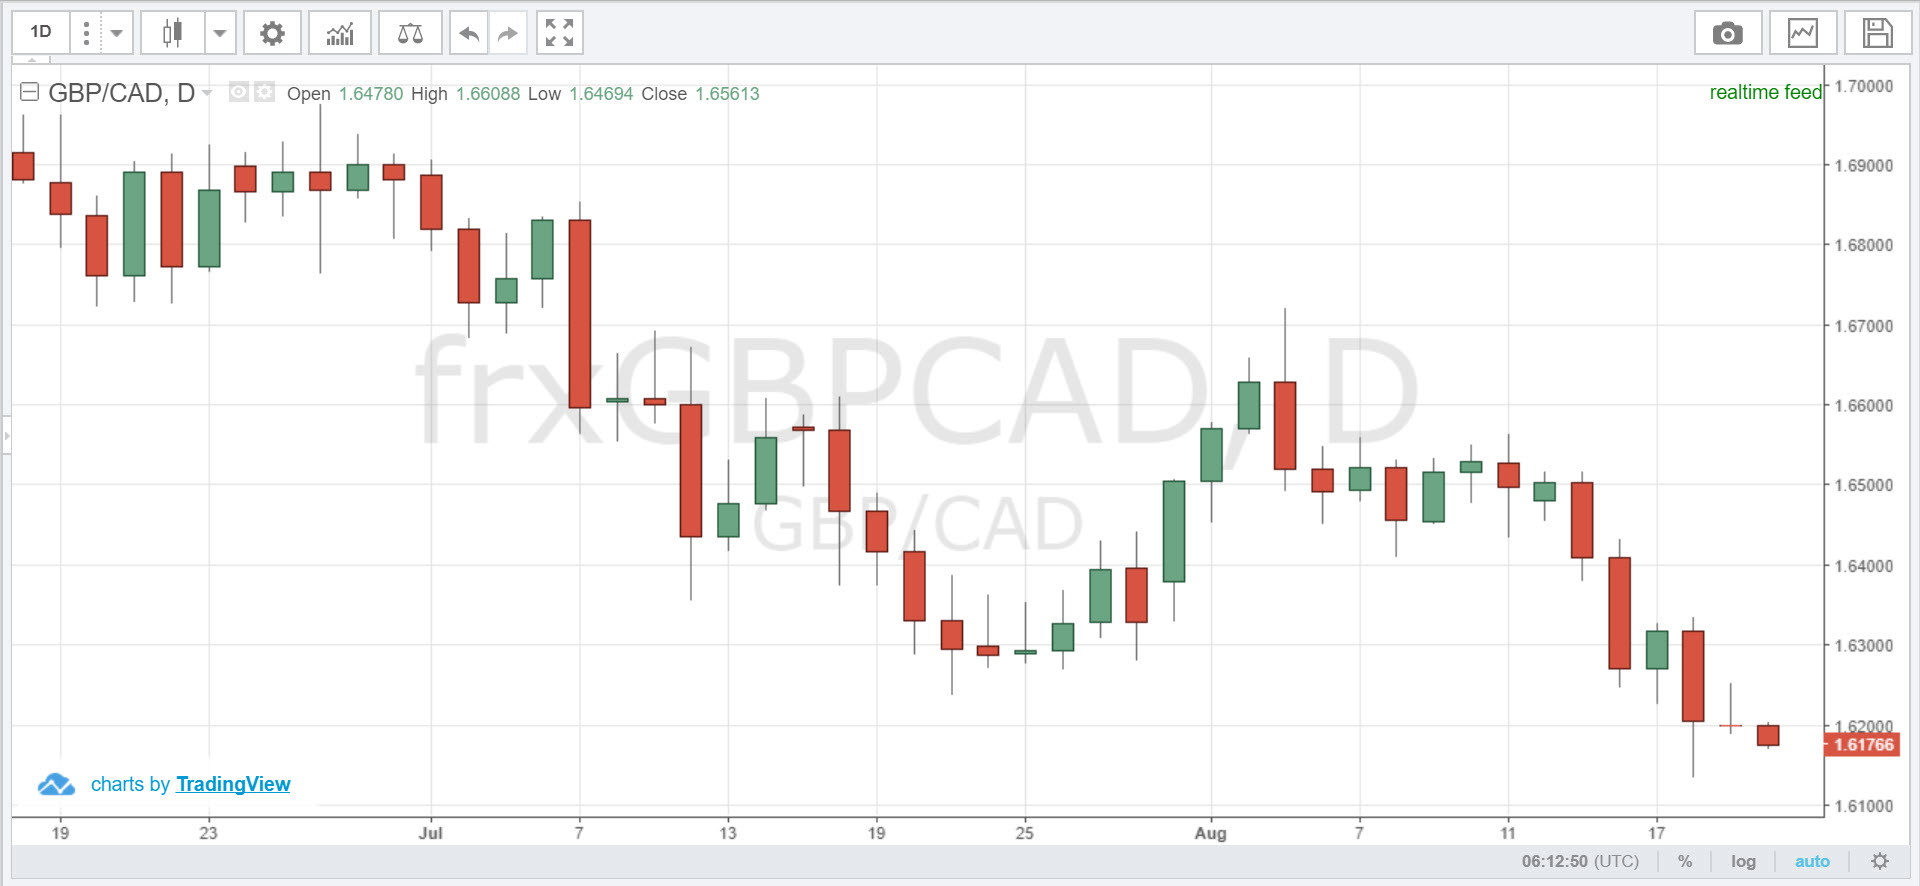 1D
GBP/CAD, D Open 1.64780 High 1.66088 Low 1.64694 Close 1.65613
realtime feed
1.70000
1.69000
1.68000
1.67000
1.66000
1.65000
1.64000
1.63000
1.62000
1.61766
1.61000
frxGBPCAD, D
GBP/CAD
charts by TradingView
19 23 Jul 7 13 19 25 Aug 7 11 17
06:12:50 (UTC) % log auto